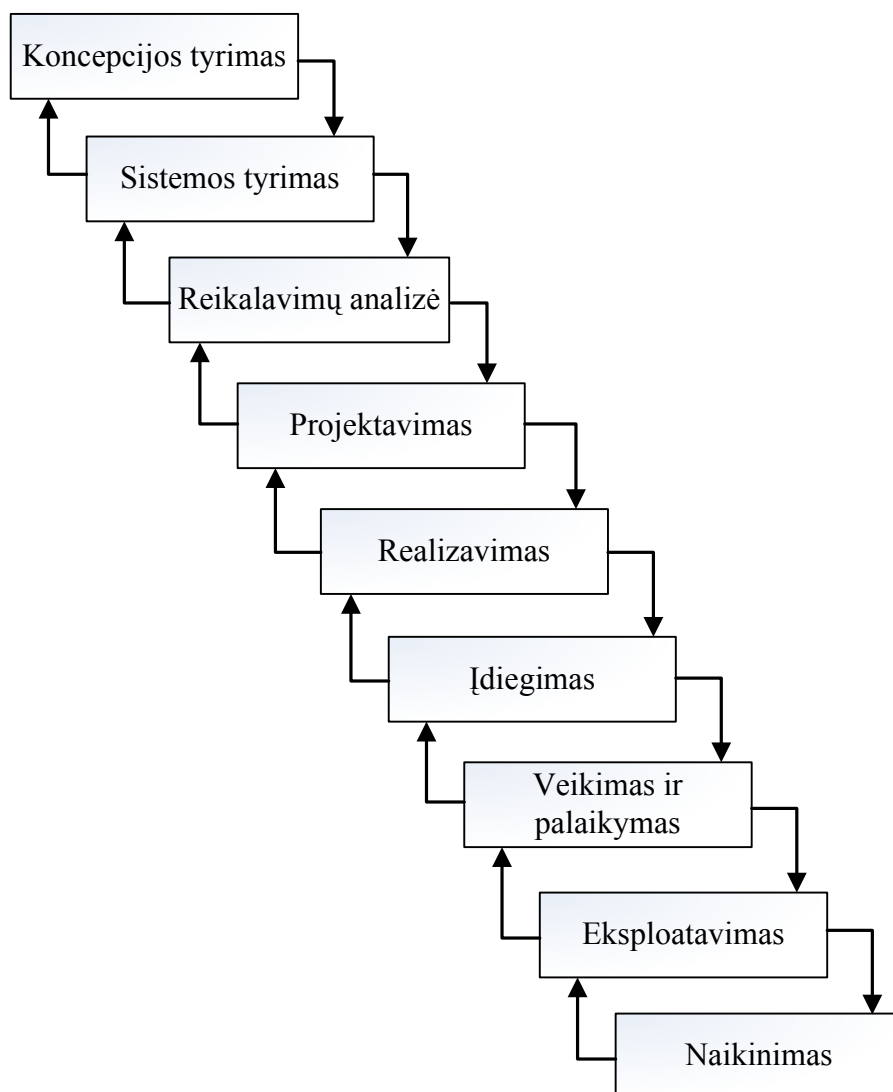 Koncepcijos tyrimas
Sistemos tyrimas
Reikalavimų analizė
Projektavimas
Realizavimas
Įdiegimas
Veikimas ir
palaikymas
Eksploatavimas
Naikinimas